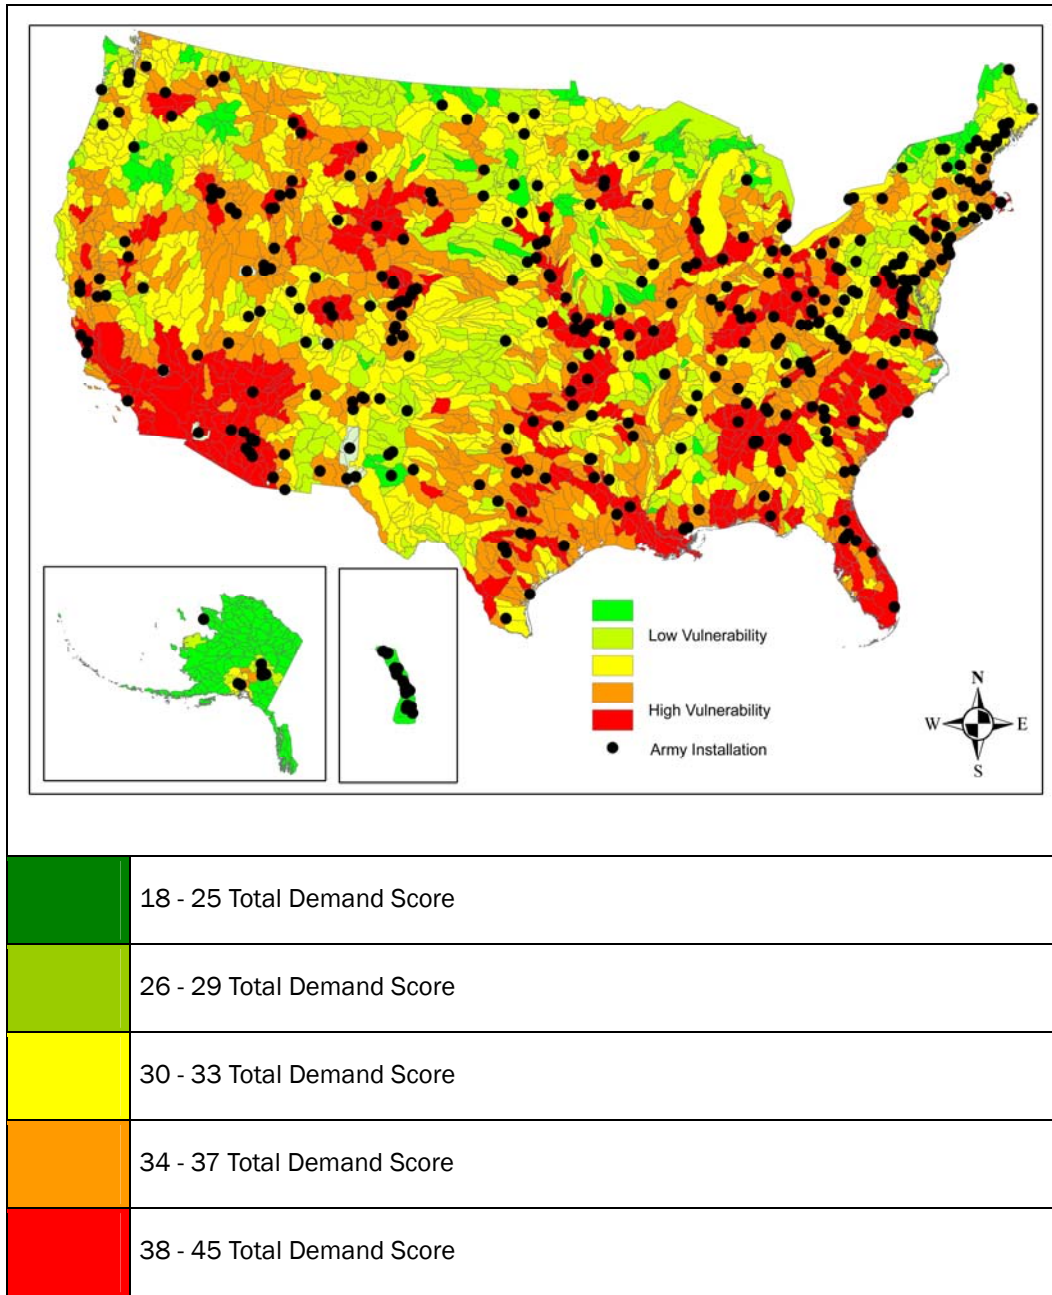 Low Vulnerability
High Vulnerability
Army Installation
N
W E
S
18 - 25 Total Demand Score
26 - 29 Total Demand Score
30 - 33 Total Demand Score
34 - 37 Total Demand Score
38 - 45 Total Demand Score